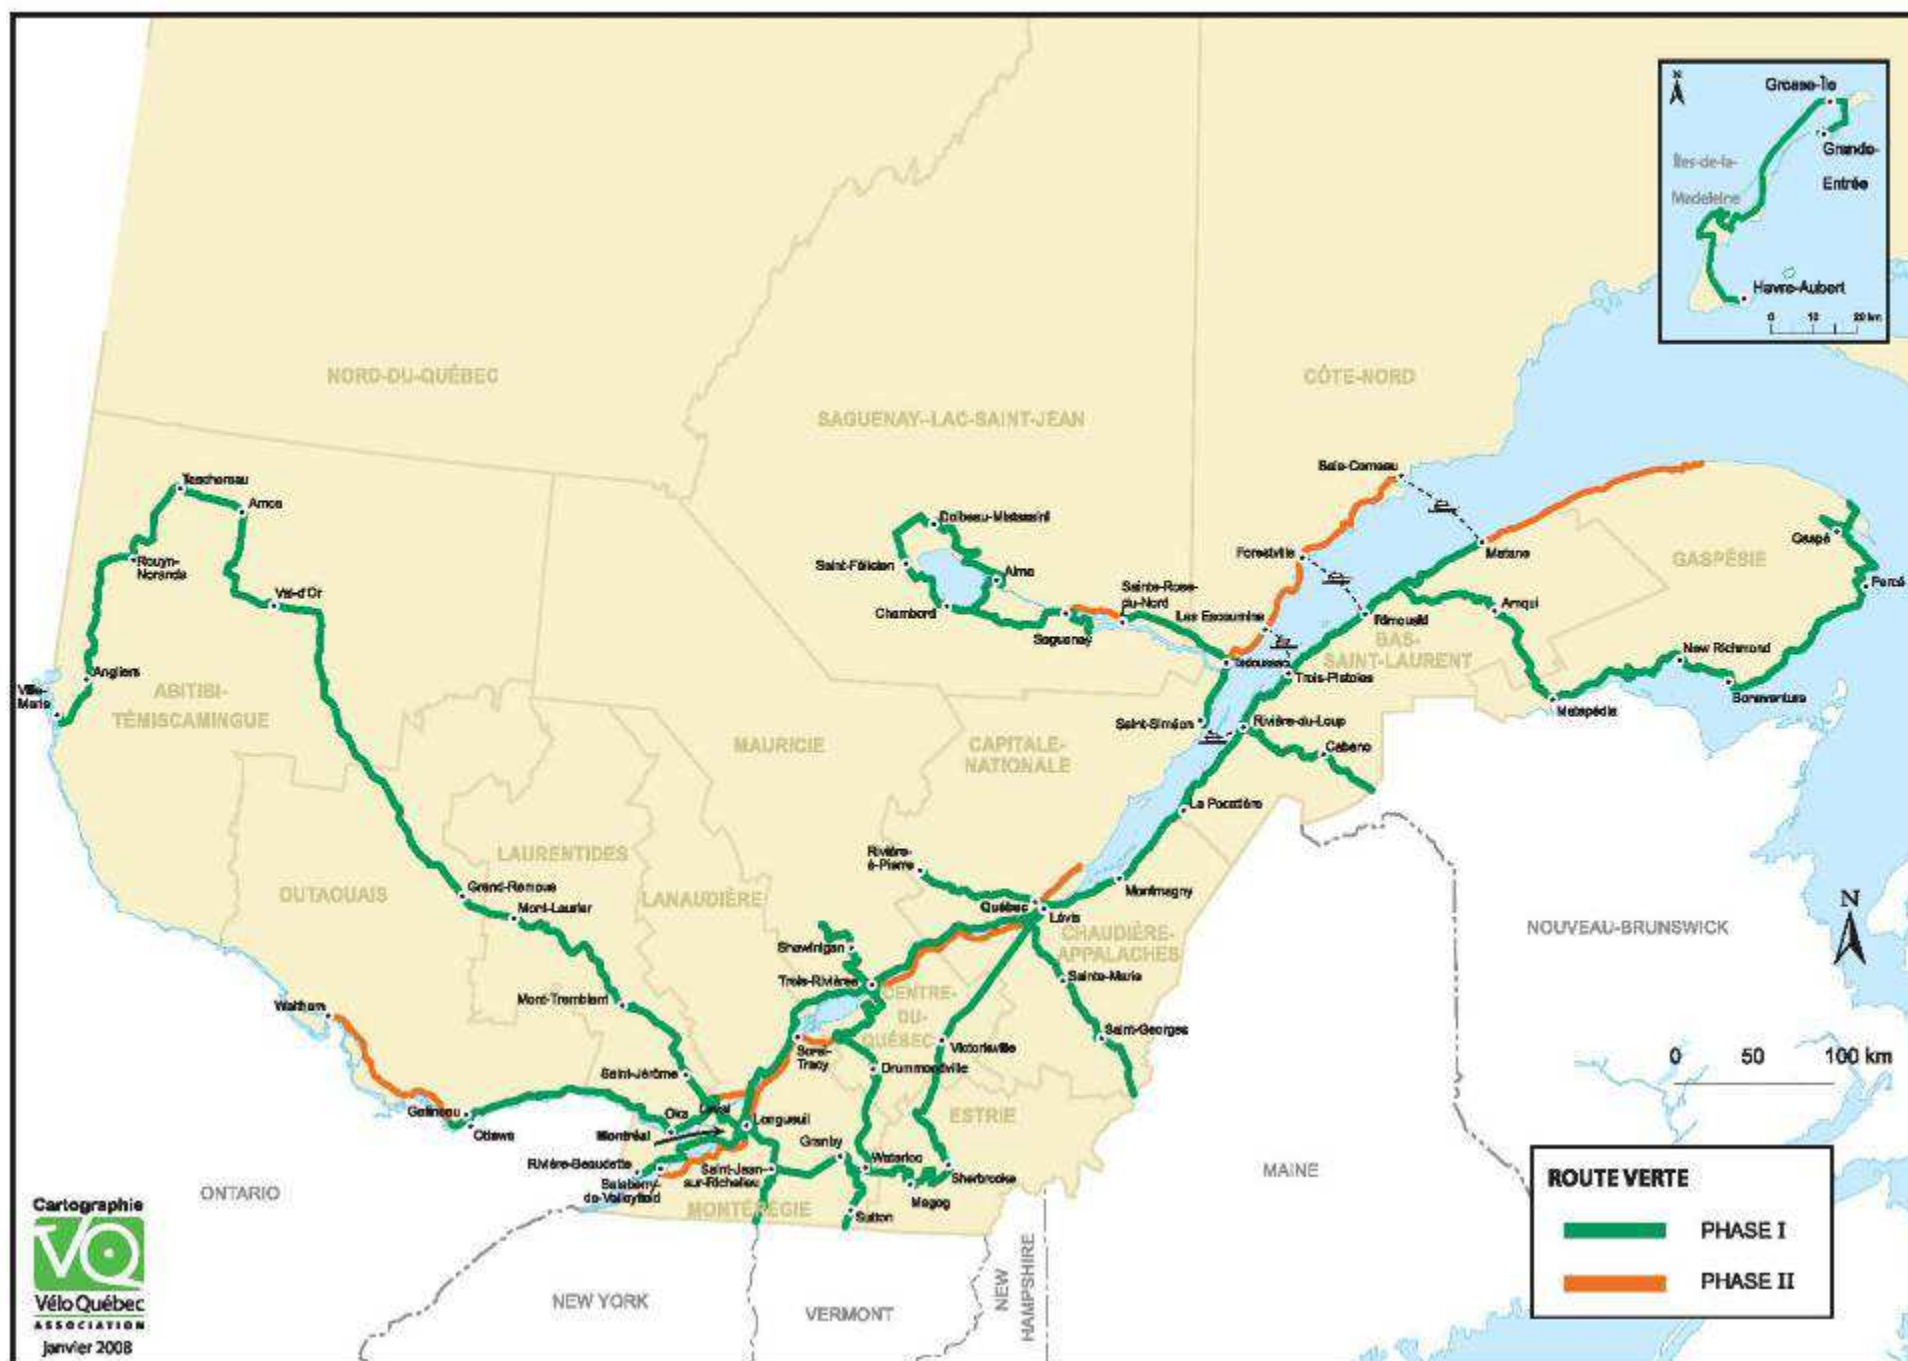 N
Grosse-Île
Grande-
Entrée
Îles-de-la-
Madeleine
Havre-Aubert
0 10 20 km
NORD-DU-QUÉBEC
CÔTE-NORD
SAGUENAY--LAC-SAINT-JEAN
Baie-Comeau
Taschereau
Amos
Dolbeau-Mistassini
Forestville
Matane
Gaspé
GASPÉSIE
Rouyn-
Noranda
Saint-Félicien
Alma
Sainte-Rose-
du-Nord
Percé
Val-d'Or
Chambord
Les Escoumins
Amqui
Rimouski
Saguenay
BAS-
SAINT-LAURENT
New Richmond
Tadoussac
Trois-Pistoles
Angliers
Ville-
Marie
ABITIBI-
TÉMISCAMINGUE
Bonaventure
Matapédia
Saint-Siméon
Rivière-du-Loup
MAURICIE
CAPITALE-
NATIONALE
Cabano
La Pocatière
LAURENTIDES
Rivière-
à-Pierre
OUTAOUAIS
Grand-Remous
LANAUDIÈRE
Montmagny
Mont-Laurier
Québec
Lévis
N
NOUVEAU-BRUNSWICK
Shawinigan
CHAUDIÈRE-
APPALACHES
Trois-Rivières
Sainte-Marie
CENTRE-
DU-
QUÉBEC
Waltham
Mont-Tremblant
Saint-Georges
Sorel-
Tracy
Victoriaville
0 50 100 km
Drummondville
Saint-Jérôme
Gatineau
Ottawa
Oka
Laval
Longueuil
ESTRIE
Montréal
Granby
Rivière-Beaudette
Waterloo
Saint-Jean-
sur-Richelieu
Sherbrooke
MAINE
Salaberry-
de-Valleyfield
Magog
ONTARIO
MONTÉRÉGIE
Sutton
ROUTE VERTE
PHASE I
PHASE II
NEW YORK
VERMONT
NEW
HAMPSHIRE
Cartographie
VQ
Vélo Québec
ASSOCIATION
janvier 2008